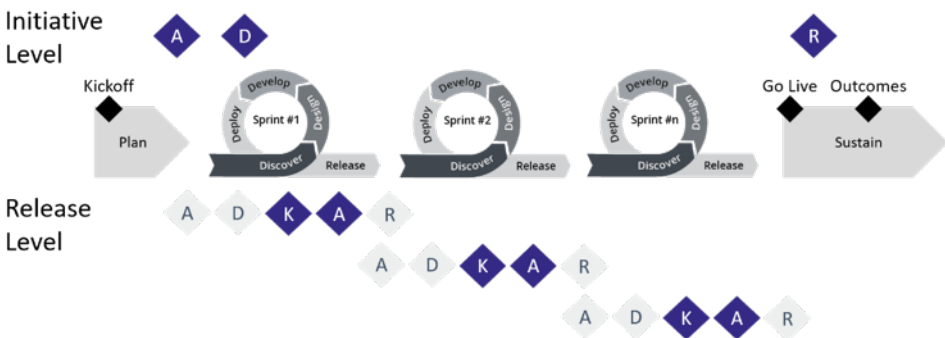 Initiative
Level
A D R
Kickoff
Go Live Outcomes
Plan
Deploy Develop Design
Sprint #1
Discover Release
Deploy Develop Design
Sprint #2
Discover Release
Deploy Develop Design
Sprint #n
Discover Release
Sustain
Release
Level
A D K A R
A D K A R
A D K A R